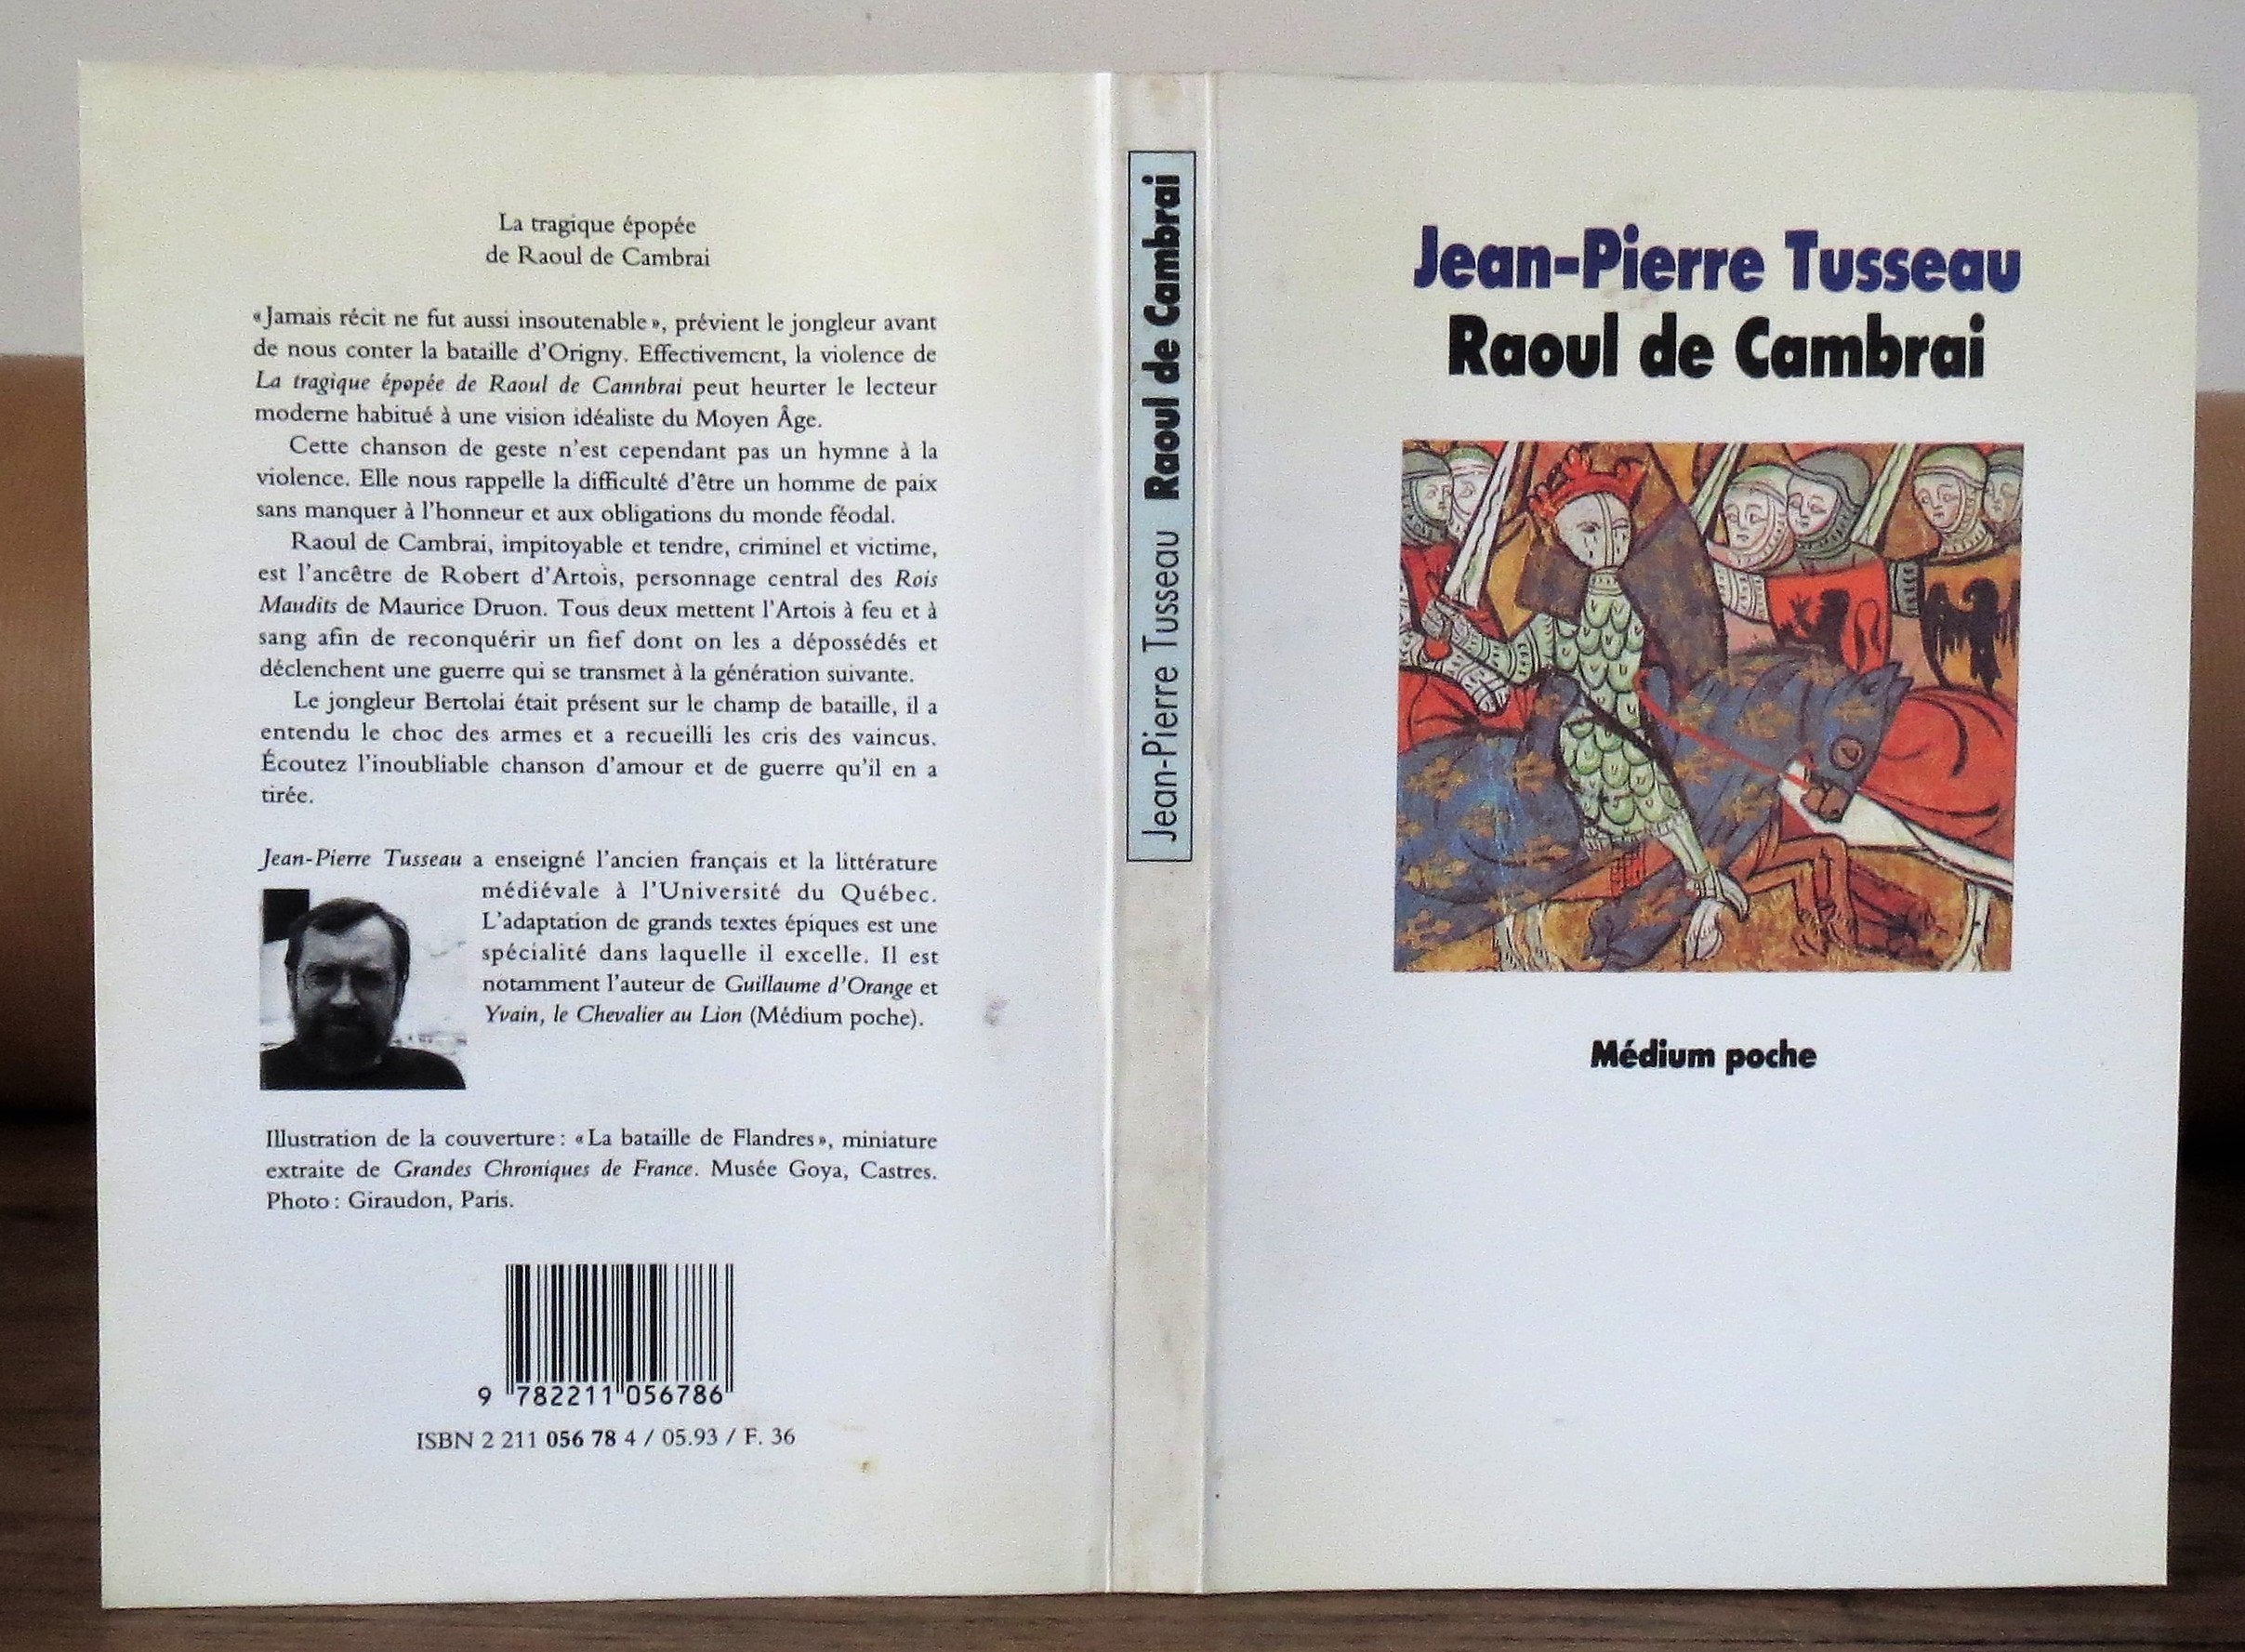 La tragique épopée
de Raoul de Cambrai
«Jamais récit ne fut aussi insoutenable», prévient le jongleur avant
de nous conter la bataille d'Origny. Effectivement, la violence de
La tragique épopée de Raoul de Cannbrai peut heurter le lecteur
moderne habitué à une vision idéaliste du Moyen Âge.
Cette chanson de geste n'est cependant pas un hymne à la
violence. Elle nous rappelle la difficulté d'être un homme de paix
sans manquer à l'honneur et aux obligations du monde féodal.
Raoul de Cambrai, impitoyable et tendre, criminel et victime,
est l'ancêtre de Robert d'Artois, personnage central des Rois
Maudits de Maurice Druon. Tous deux mettent l'Artois à feu et à
sang afin de reconquérir un fief dont on les a dépossédés et
déclenchent une guerre qui se transmet à la génération suivante.
Le jongleur Bertolai était présent sur le champ de bataille, il a
entendu le choc des armes et a recueilli les cris des vaincus.
Écoutez l'inoubliable chanson d'amour et de guerre qu'il en a
tirée.
Jean-Pierre Tusseau a enseigné l'ancien français et la littérature
médiévale à l'Université du Québec.
L'adaptation de grands textes épiques est une
spécialité dans laquelle il excelle. Il est
notamment l'auteur de Guillaume d'Orange et
Yvain, le Chevalier au Lion (Médium poche).
Illustration de la couverture : «La bataille de Flandres», miniature
extraite de Grandes Chroniques de France. Musée Goya, Castres.
Photo : Giraudon, Paris.
9 782211 056786
ISBN 2 211 056 78 4 / 05.93 / F. 36
Jean-Pierre Tusseau Raoul de Cambrai
Jean-Pierre Tusseau
Raoul de Cambrai
Médium poche